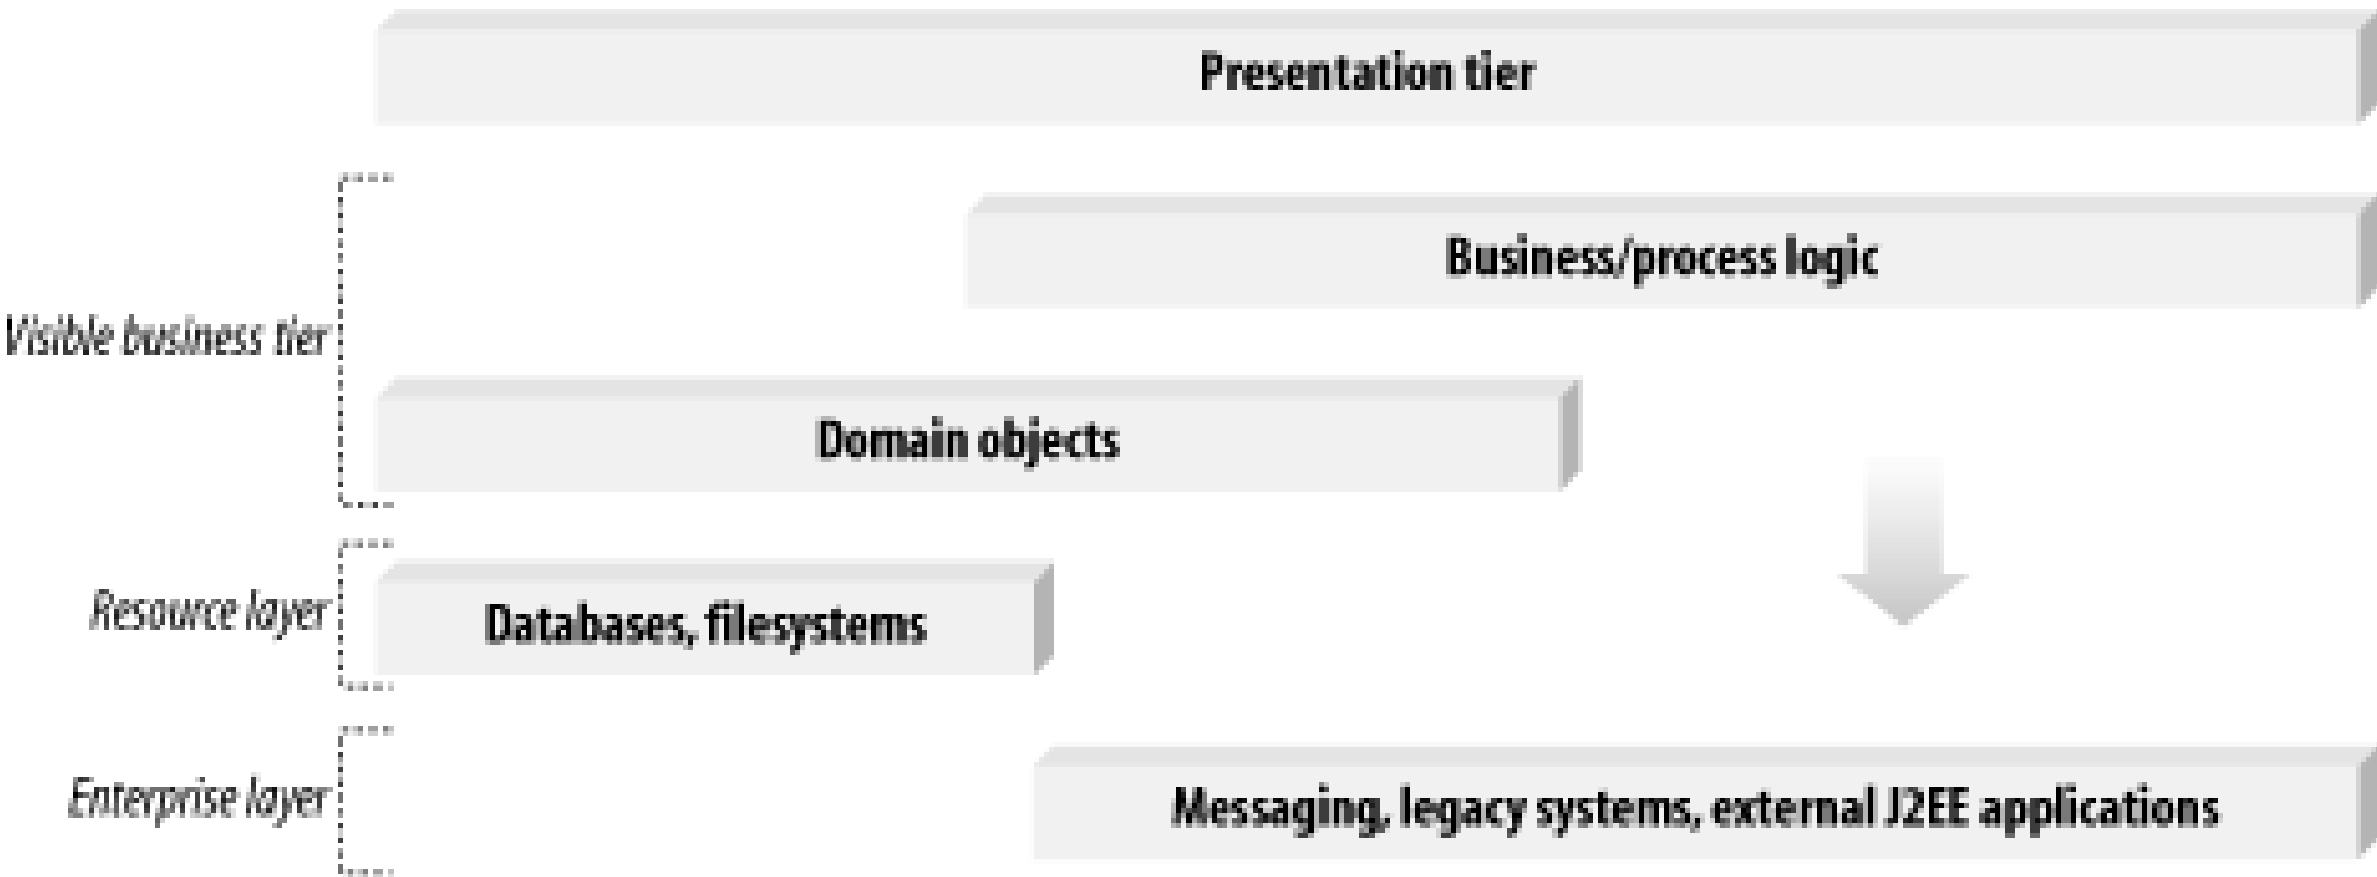 Presentation tier
Business/process logic
Visible business tier
Domain objects
Resource layer
Databases, filesystems
Enterprise layer
Messaging, legacy systems, external J2EE applications